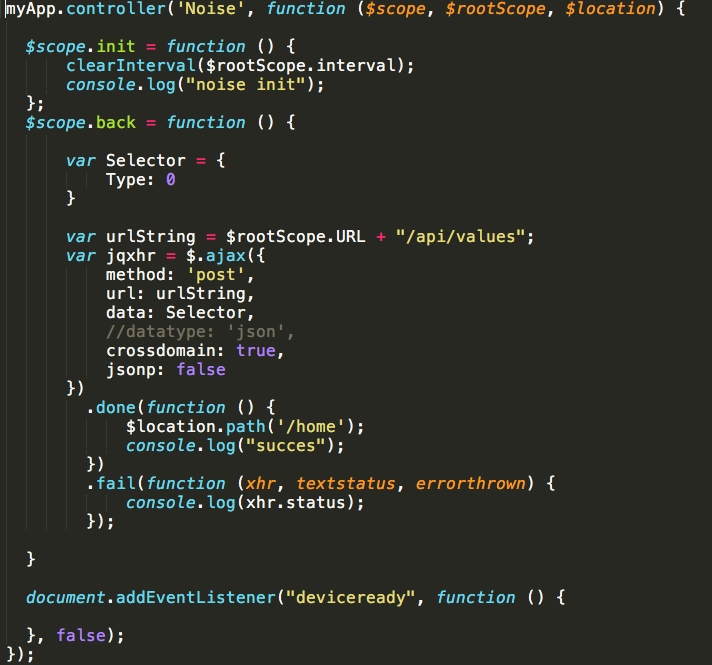 myApp.controller('Noise', function ($scope, $rootScope, $location) {
$scope.init = function () {
clearInterval($rootScope.interval);
console.log("noise init");
};
$scope.back = function () {
var Selector = {
Type: 0
}
var urlString = $rootScope.URL + "/api/values";
var jqxhr = $.ajax({
method: 'post',
url: urlString,
data: Selector,
//datatype: 'json',
crossdomain: true,
jsonp: false
})
.done(function () {
$location.path('/home');
console.log("succes");
})
.fail(function (xhr, textstatus, errorthrown) {
console.log(xhr.status);
});
}
document.addEventListener("deviceready", function () {
}, false);
});